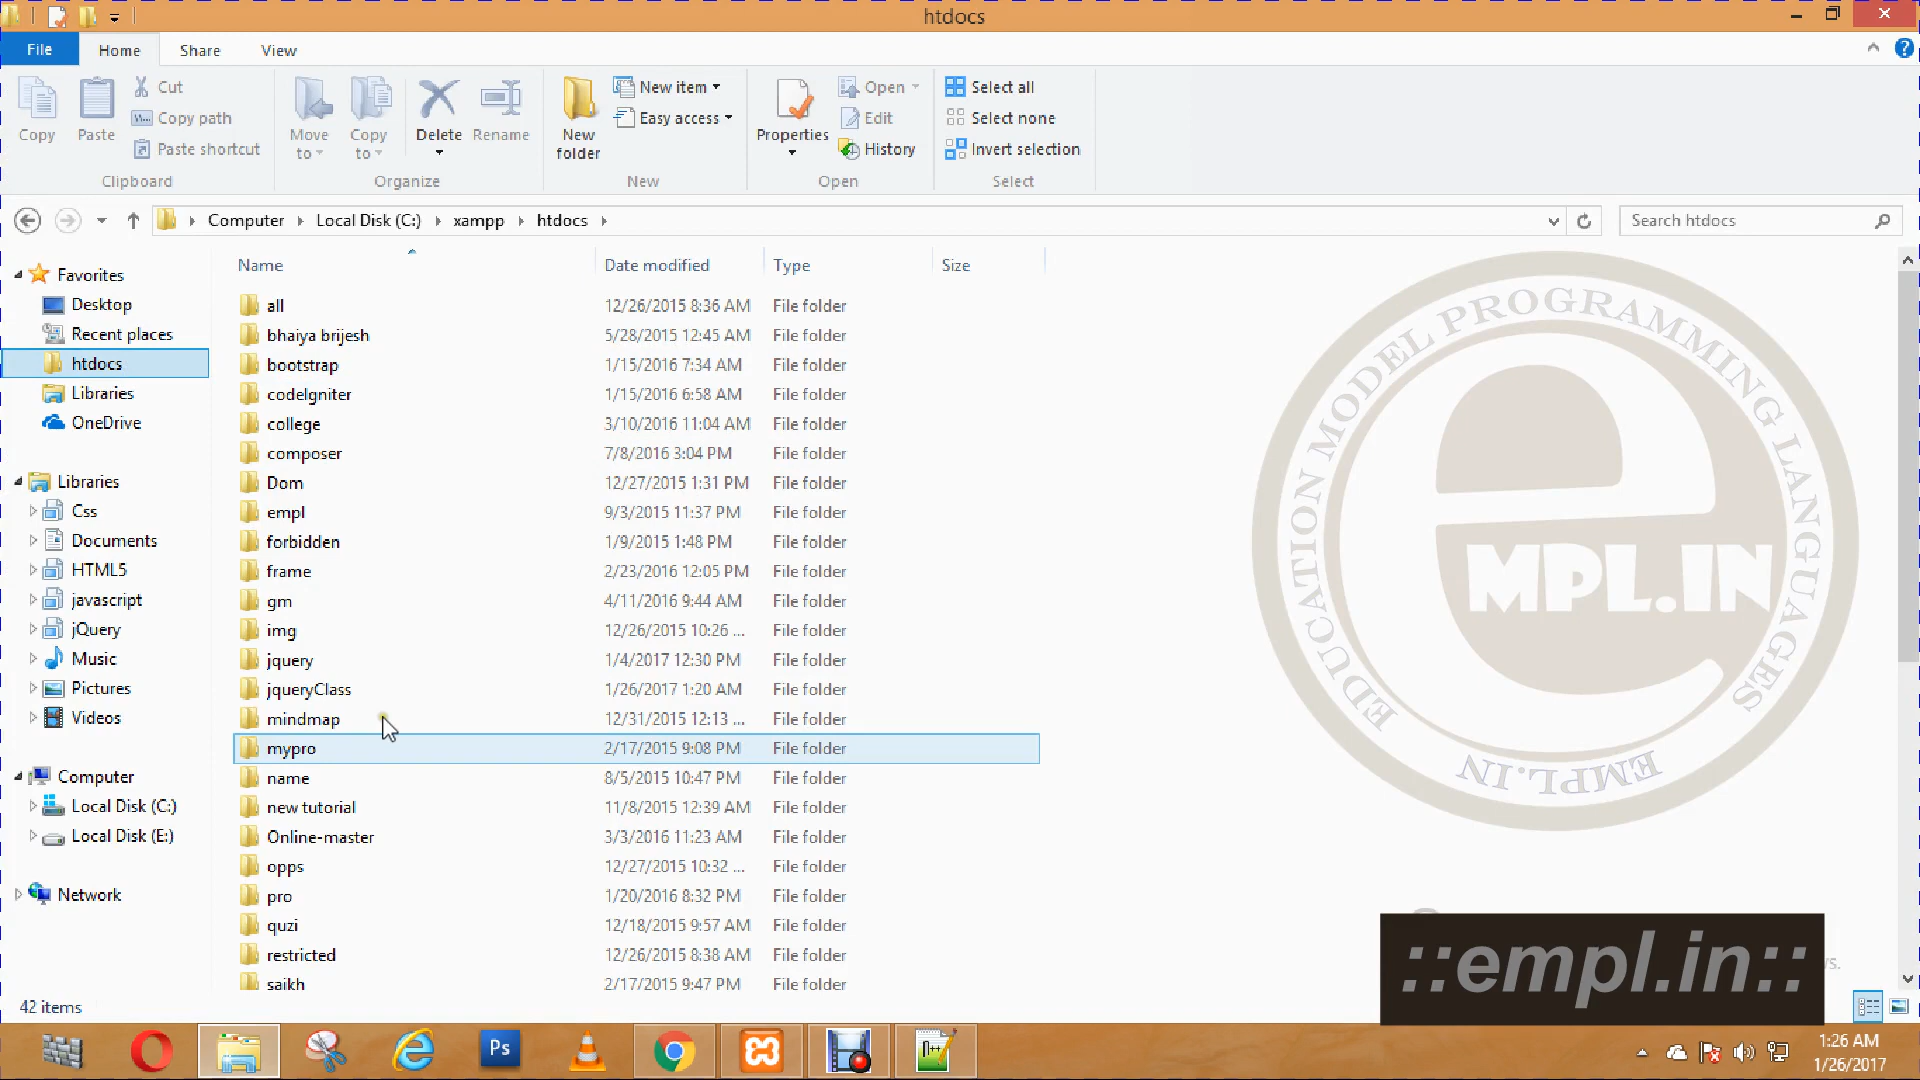 htdocs
File Home Share View
Copy Paste Cut Copy path Paste shortcut
Clipboard
Move to Copy to Delete Rename
Organize
New folder New item Easy access
New
Properties Open Edit History
Open
Select all Select none Invert selection
Select
Computer Local Disk (C:) xampp htdocs Search htdocs
Favorites
Desktop
Recent places
htdocs
Libraries
OneDrive
Libraries
Css
Documents
HTML5
javascript
jQuery
Music
Pictures
Videos
Computer
Local Disk (C:)
Local Disk (E:)
Network
Name Date modified Type Size
all 12/26/2015 8:36 AM File folder
bhaiya brijesh 5/28/2015 12:45 AM File folder
bootstrap 1/15/2016 7:34 AM File folder
codeIgniter 1/15/2016 6:58 AM File folder
college 3/10/2016 11:04 AM File folder
composer 7/8/2016 3:04 PM File folder
Dom 12/27/2015 1:31 PM File folder
empl 9/3/2015 11:37 PM File folder
forbidden 1/9/2015 1:48 PM File folder
frame 2/23/2016 12:05 PM File folder
gm 4/11/2016 9:44 AM File folder
img 12/26/2015 10:26 ... File folder
jquery 1/4/2017 12:30 PM File folder
jqueryClass 1/26/2017 1:20 AM File folder
mindmap 12/31/2015 12:13 ... File folder
mypro 2/17/2015 9:08 PM File folder
name 8/5/2015 10:47 PM File folder
new tutorial 11/8/2015 12:39 AM File folder
Online-master 3/3/2016 11:23 AM File folder
opps 12/27/2015 10:32 ... File folder
pro 1/20/2016 8:32 PM File folder
quzi 12/18/2015 9:57 AM File folder
restricted 12/26/2015 8:38 AM File folder
saikh 2/17/2015 9:47 PM File folder
EDUCATION MODEL PROGRAMMING LANGUAGES
eMPL.IN
EMPL.IN
::empl.in::
42 items
Ps
1:26 AM
1/26/2017